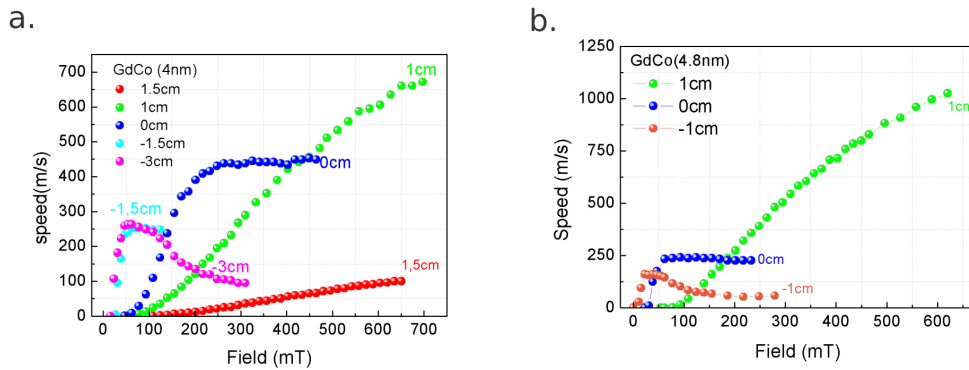 a.
GdCo (4nm)
1.5cm
1cm
0cm
-1.5cm
-3cm
1cm
0cm
-1,5cm
-3cm
1,5cm
700
600
500
400
300
200
100
0
speed(m/s)
0 100 200 300 400 500 600 700
Field (mT)
b.
GdCo(4.8nm)
1cm
0cm
-1cm
1cm
0cm
-1cm
1250
1000
750
500
250
0
Speed (m/s)
0 100 200 300 400 500 600
Field (mT)